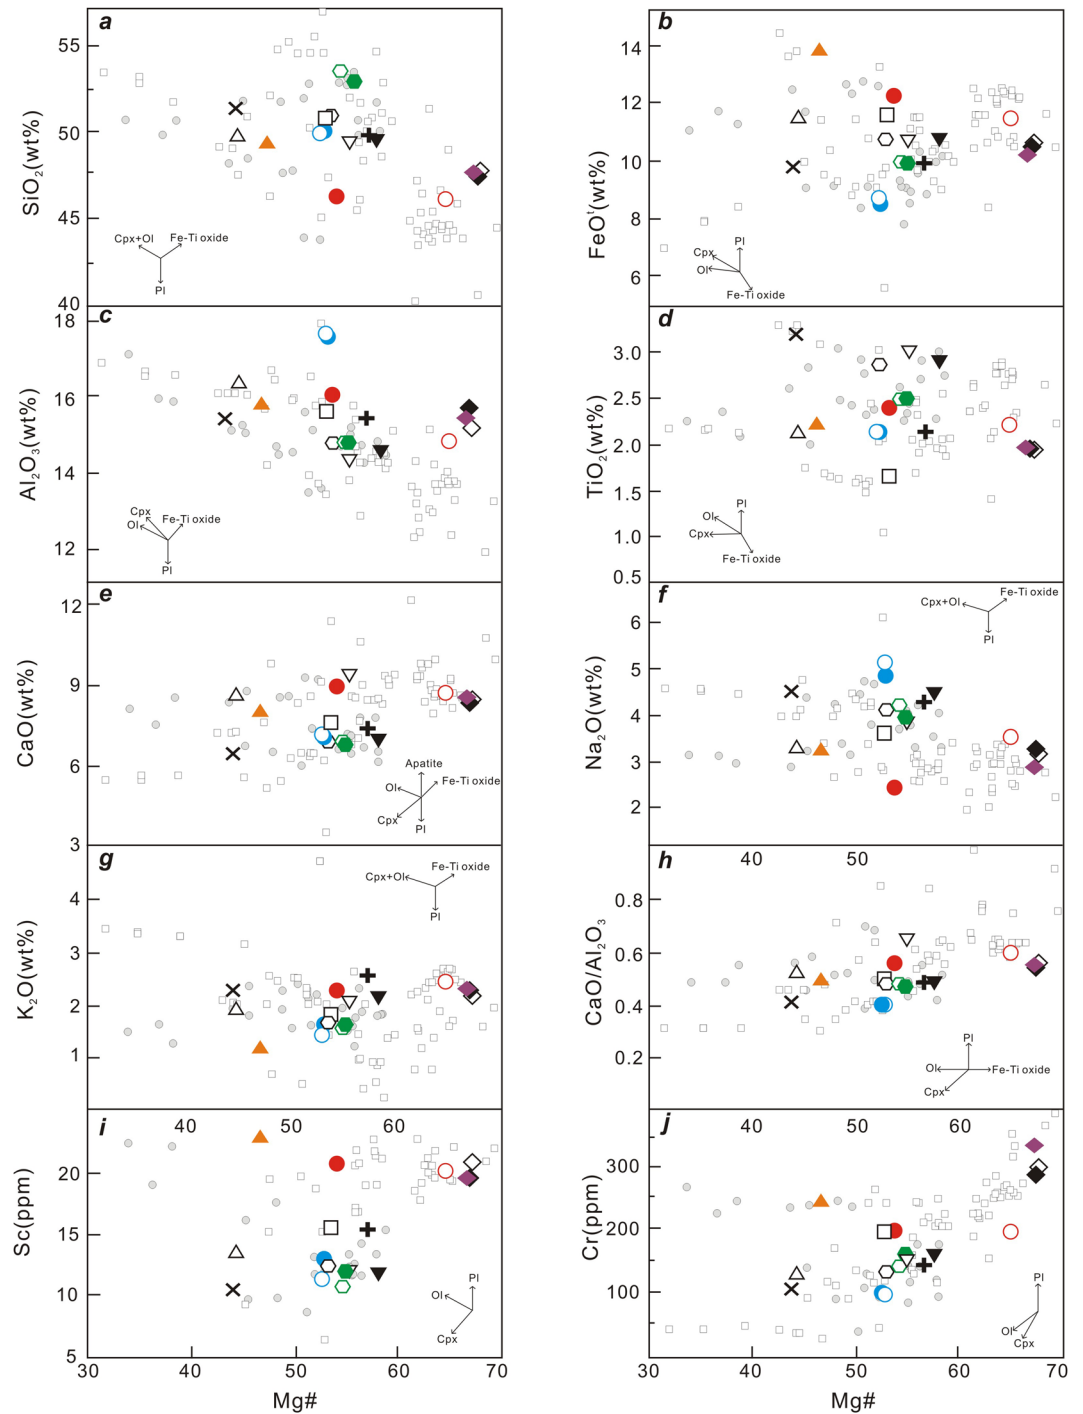 a
55
50
45
40
SiO2(wt%)
Cpx+Ol
Fe-Ti oxide
Pl
b
14
12
10
8
6
FeOt(wt%)
Pl
Cpx
Ol
Fe-Ti oxide
c
18
16
14
12
Al2O3(wt%)
Cpx
Ol
Fe-Ti oxide
Pl
d
3.0
2.5
2.0
1.5
1.0
0.5
TiO2(wt%)
Pl
Ol
Cpx
Fe-Ti oxide
e
12
9
6
3
CaO(wt%)
Apatite
Fe-Ti oxide
Ol
Cpx
Pl
f
6
5
4
3
2
Na2O(wt%)
Fe-Ti oxide
Cpx+Ol
Pl
g
4
3
2
1
K2O(wt%)
Fe-Ti oxide
Cpx+Ol
Pl
40 50
h
0.8
0.6
0.4
0.2
CaO/Al2O3
Pl
Ol
Fe-Ti oxide
Cpx
i
40 50 60
20
15
10
5
Sc(ppm)
Pl
Ol
Cpx
30 40 50 60 70
Mg#
j
50 60
300
200
100
Cr(ppm)
Pl
Ol
Cpx
30 40 50 60 70
Mg#